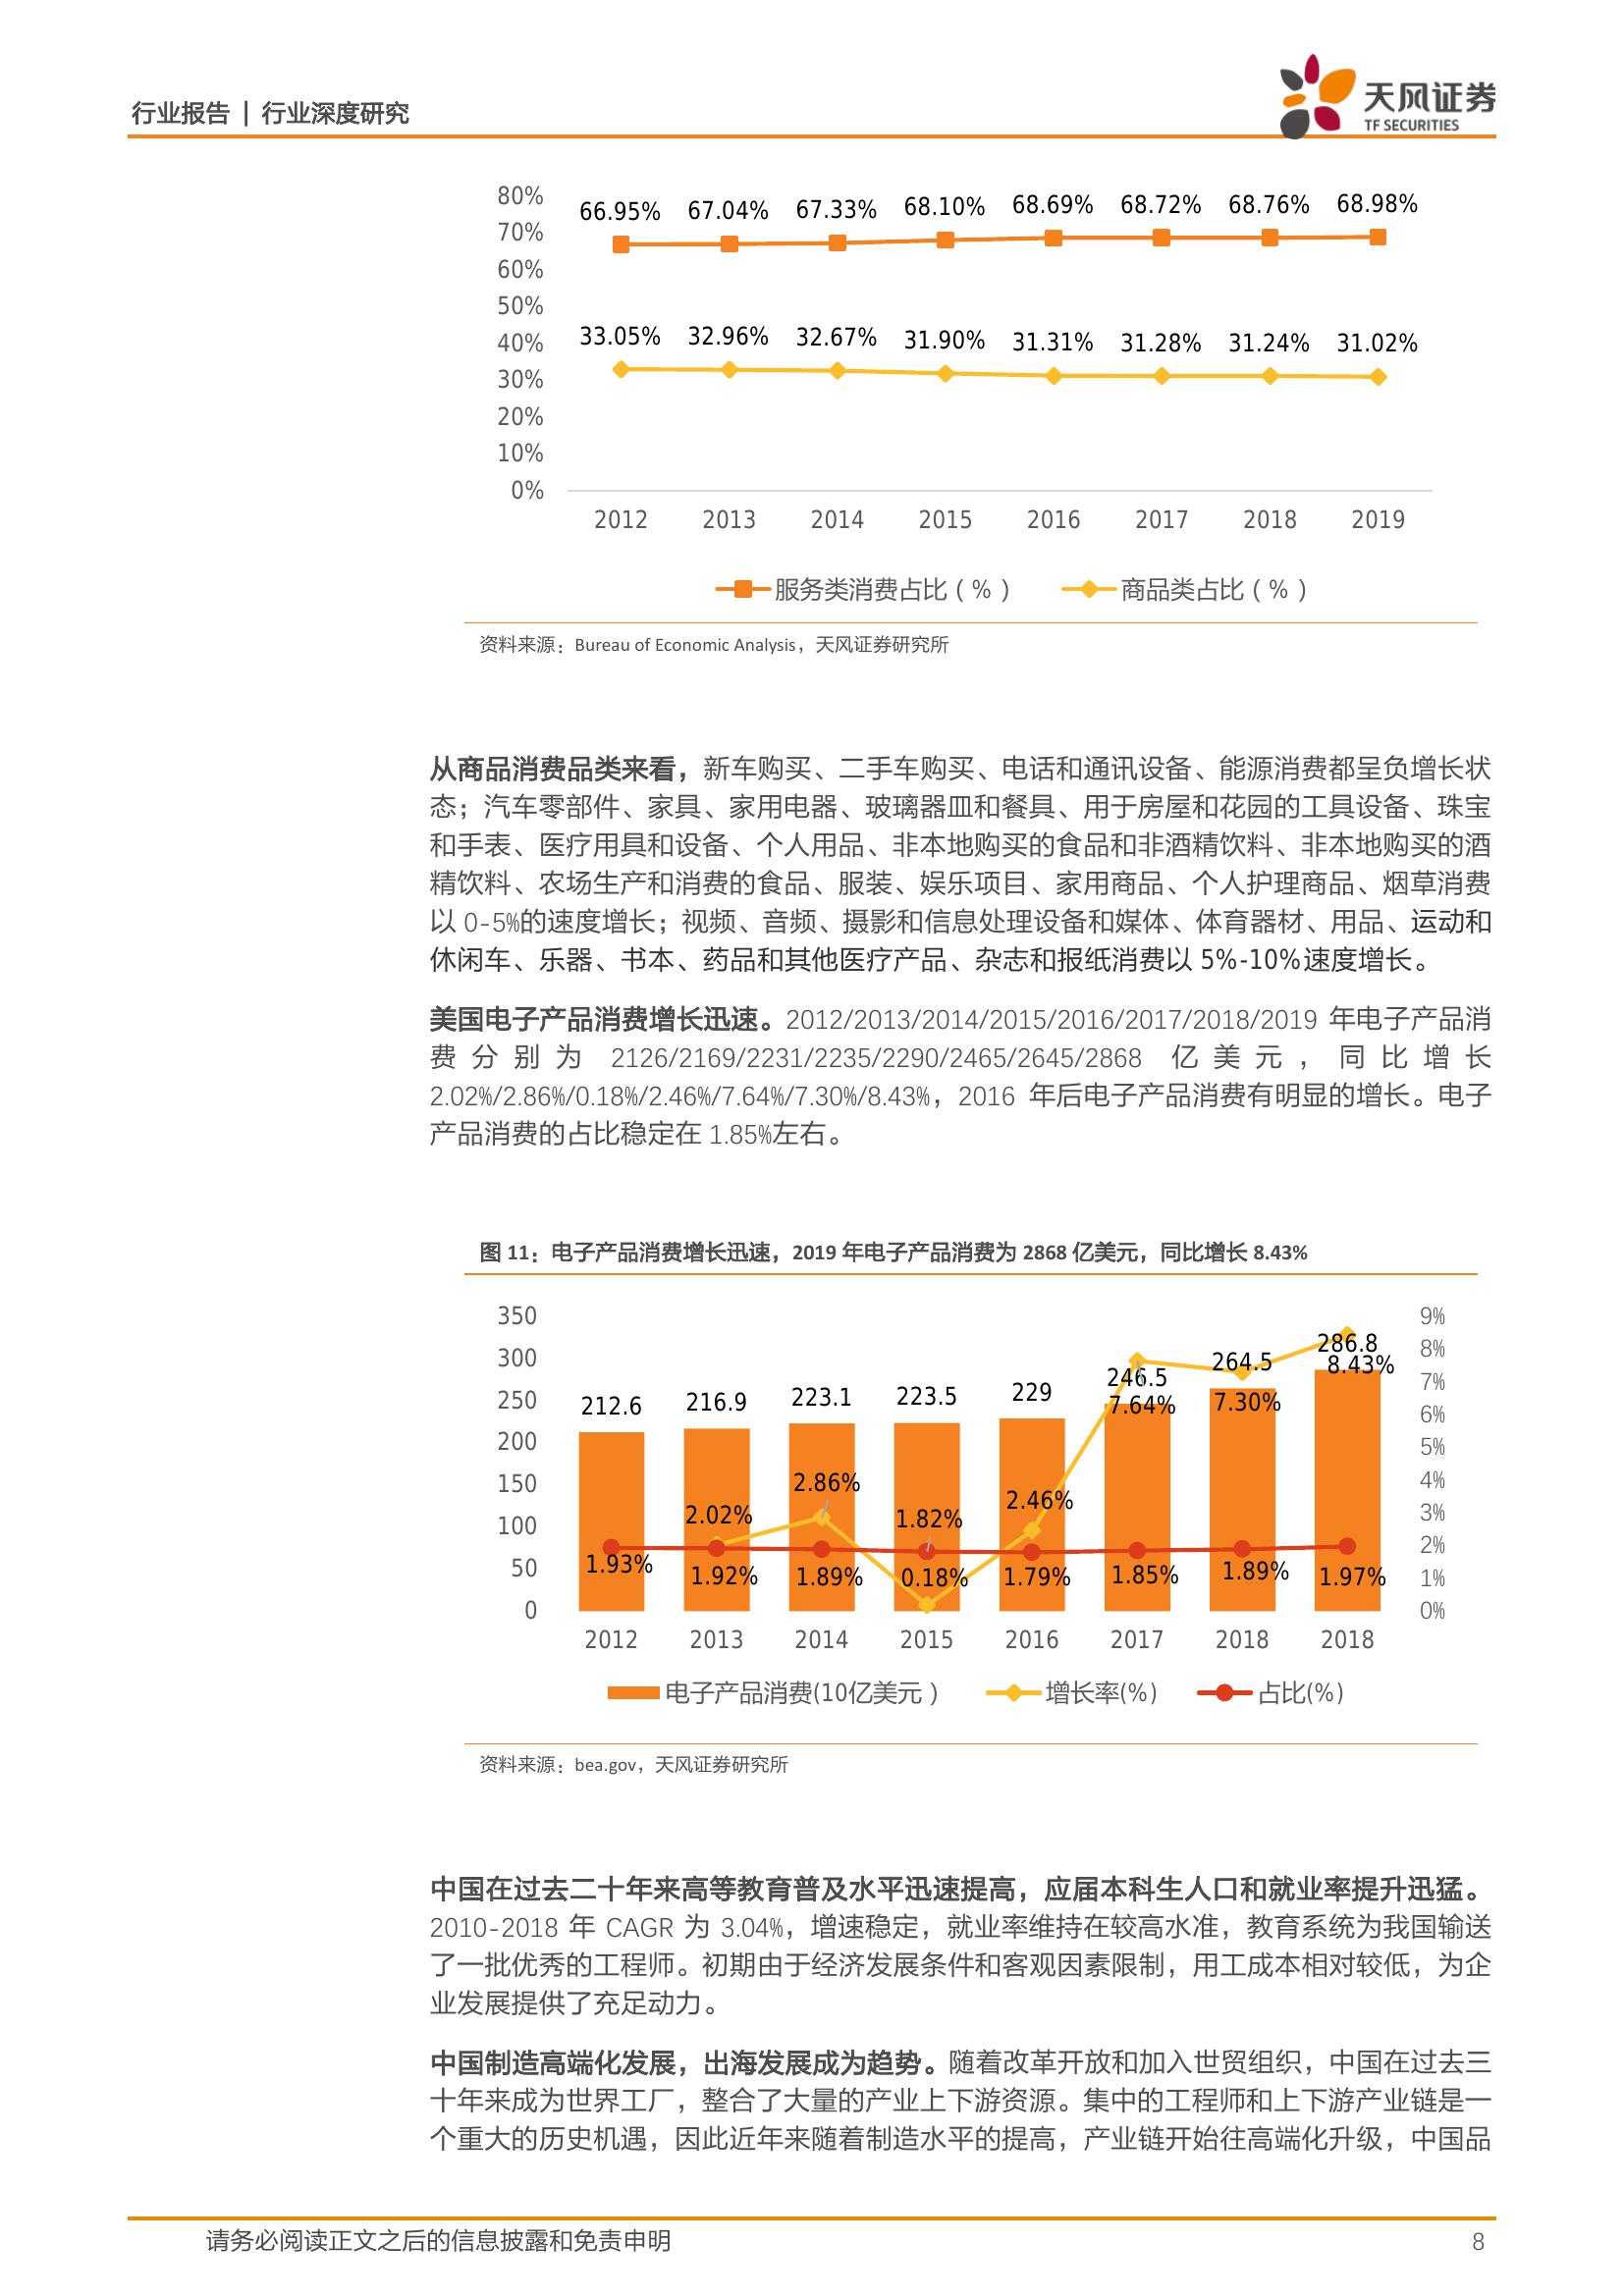 行业报告 | 行业深度研究
天风证券
TF SECURITIES
80%
70%
60%
50%
40%
30%
20%
10%
0%
66.95% 67.04% 67.33% 68.10% 68.69% 68.72% 68.76% 68.98%
33.05% 32.96% 32.67% 31.90% 31.31% 31.28% 31.24% 31.02%
2012 2013 2014 2015 2016 2017 2018 2019
服务类消费占比（%） 商品类占比（%）
资料来源：Bureau of Economic Analysis，天风证券研究所
从商品消费品类来看，新车购买、二手车购买、电话和通讯设备、能源消费都呈负增长状
态；汽车零部件、家具、家用电器、玻璃器皿和餐具、用于房屋和花园的工具设备、珠宝
和手表、医疗用具和设备、个人用品、非本地购买的食品和非酒精饮料、非本地购买的酒
精饮料、农场生产和消费的食品、服装、娱乐项目、家用商品、个人护理商品、烟草消费
以 0-5%的速度增长；视频、音频、摄影和信息处理设备和媒体、体育器材、用品、运动和
休闲车、乐器、书本、药品和其他医疗产品、杂志和报纸消费以 5%-10%速度增长。
美国电子产品消费增长迅速。2012/2013/2014/2015/2016/2017/2018/2019 年电子产品消
费分别为 2126/2169/2231/2235/2290/2465/2645/2868 亿美元，同比增长
2.02%/2.86%/0.18%/2.46%/7.64%/7.30%/8.43%，2016 年后电子产品消费有明显的增长。电子
产品消费的占比稳定在 1.85%左右。
图 11：电子产品消费增长迅速，2019 年电子产品消费为 2868 亿美元，同比增长 8.43%
350
300
250
200
150
100
50
0
212.6 216.9 223.1 223.5 229 246.5 264.5 286.8
2.02% 2.86% 0.18% 2.46% 7.64% 7.30% 8.43%
1.93% 1.92% 1.89% 1.82% 1.79% 1.85% 1.89% 1.97%
9%
8%
7%
6%
5%
4%
3%
2%
1%
0%
2012 2013 2014 2015 2016 2017 2018 2018
电子产品消费(10亿美元） 增长率(%) 占比(%)
资料来源：bea.gov，天风证券研究所
中国在过去二十年来高等教育普及水平迅速提高，应届本科生人口和就业率提升迅猛。
2010-2018 年 CAGR 为 3.04%，增速稳定，就业率维持在较高水准，教育系统为我国输送
了一批优秀的工程师。初期由于经济发展条件和客观因素限制，用工成本相对较低，为企
业发展提供了充足动力。
中国制造高端化发展，出海发展成为趋势。随着改革开放和加入世贸组织，中国在过去三
十年来成为世界工厂，整合了大量的产业上下游资源。集中的工程师和上下游产业链是一
个重大的历史机遇，因此近年来随着制造水平的提高，产业链开始往高端化升级，中国品
请务必阅读正文之后的信息披露和免责申明
8